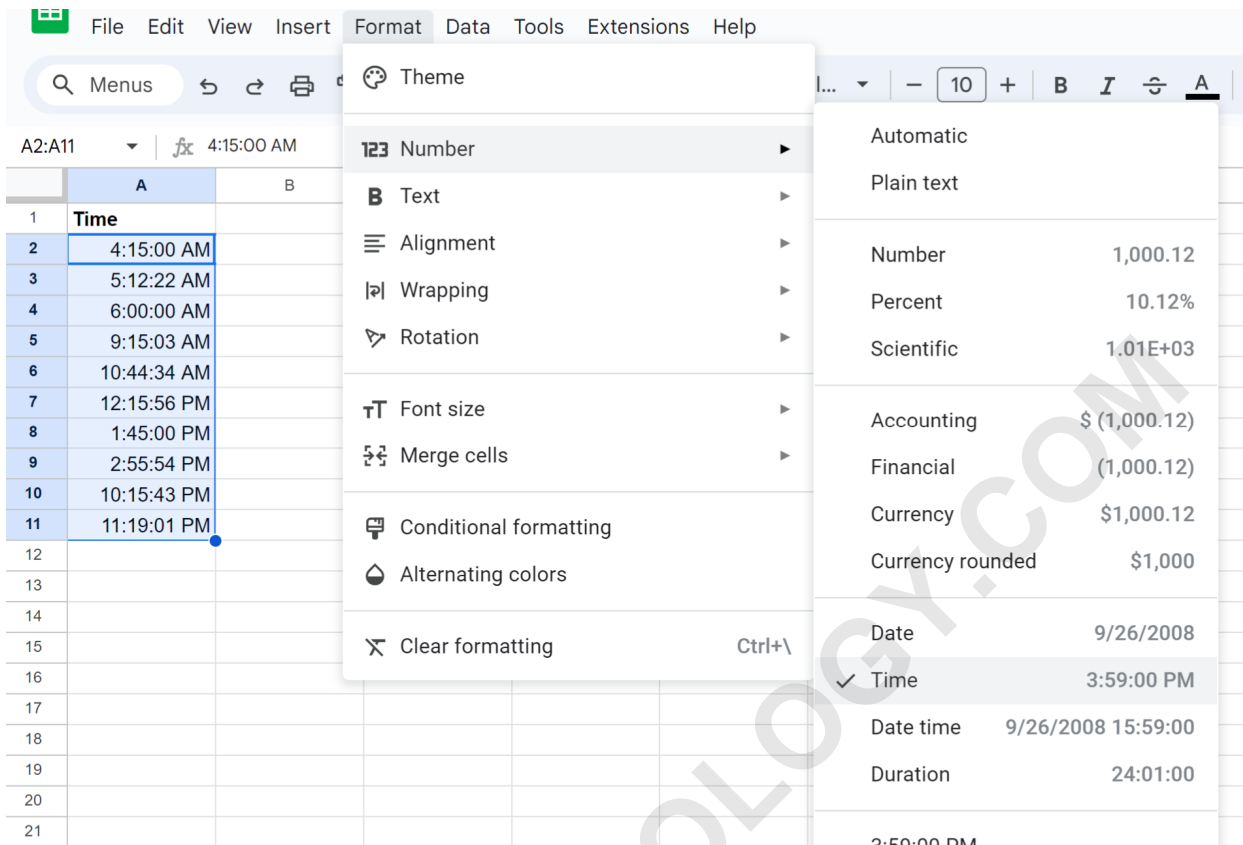 File Edit View Insert Format Data Tools Extensions Help
Menus
10
B I A
A2:A11
fx 4:15:00 AM
A B
1 Time
2 4:15:00 AM
3 5:12:22 AM
4 6:00:00 AM
5 9:15:03 AM
6 10:44:34 AM
7 12:15:56 PM
8 1:45:00 PM
9 2:55:54 PM
10 10:15:43 PM
11 11:19:01 PM
12
13
14
15
16
17
18
19
20
21
Theme
123 Number
B Text
Alignment
Wrapping
Rotation
Font size
Merge cells
Conditional formatting
Alternating colors
Clear formatting Ctrl+\
Automatic
Plain text
Number 1,000.12
Percent 10.12%
Scientific 1.01E+03
Accounting $ (1,000.12)
Financial (1,000.12)
Currency $1,000.12
Currency rounded $1,000
Date 9/26/2008
Time 3:59:00 PM
Date time 9/26/2008 15:59:00
Duration 24:01:00
3:59:00 PM
OLOGY.COM